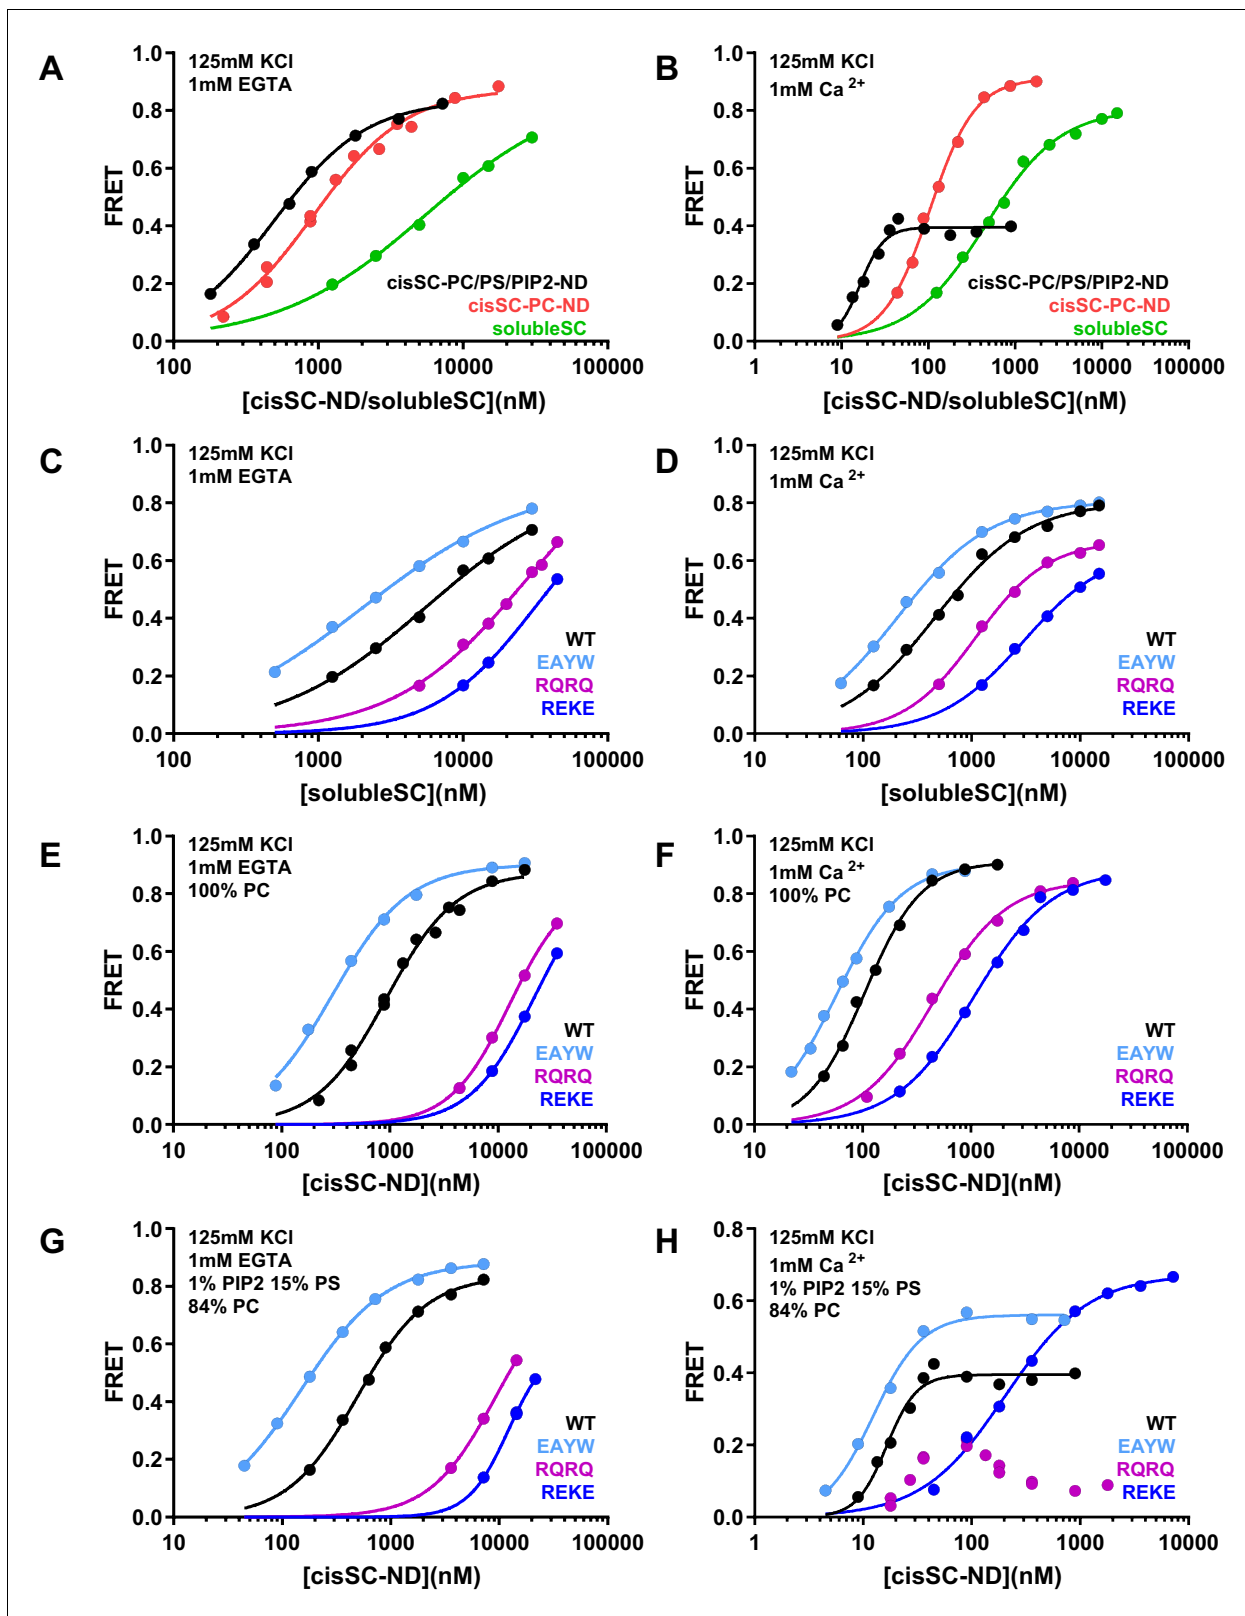 A
125mM KCl
1mM EGTA
1.0
0.8
0.6
0.4
0.2
0.0
FRET
cisSC-PC/PS/PIP2-ND
cisSC-PC-ND
solubleSC
100
1000
10000
100000
[cisSC-ND/solubleSC](nM)
B
125mM KCl
1mM Ca 2+
1.0
0.8
0.6
0.4
0.2
0.0
FRET
cisSC-PC/PS/PIP2-ND
cisSC-PC-ND
solubleSC
1
10
100
1000
10000
100000
[cisSC-ND/solubleSC](nM)
C
125mM KCl
1mM EGTA
1.0
0.8
0.6
0.4
0.2
0.0
FRET
WT
EAYW
RQRQ
REKE
100
1000
10000
100000
[solubleSC](nM)
D
125mM KCl
1mM Ca 2+
1.0
0.8
0.6
0.4
0.2
0.0
FRET
WT
EAYW
RQRQ
REKE
10
100
1000
10000
100000
[solubleSC](nM)
E
125mM KCl
1mM EGTA
100% PC
1.0
0.8
0.6
0.4
0.2
0.0
FRET
WT
EAYW
RQRQ
REKE
10
100
1000
10000
100000
[cisSC-ND](nM)
F
125mM KCl
1mM Ca 2+
100% PC
1.0
0.8
0.6
0.4
0.2
0.0
FRET
WT
EAYW
RQRQ
REKE
10
100
1000
10000
100000
[cisSC-ND](nM)
G
125mM KCl
1mM EGTA
1% PIP2 15% PS
84% PC
1.0
0.8
0.6
0.4
0.2
0.0
FRET
WT
EAYW
RQRQ
REKE
10
100
1000
10000
100000
[cisSC-ND](nM)
H
125mM KCl
1mM Ca 2+
1% PIP2 15% PS
84% PC
0.8
0.6
0.4
0.2
0.0
FRET
WT
EAYW
RQRQ
REKE
1
10
100
1000
10000
[cisSC-ND](nM)